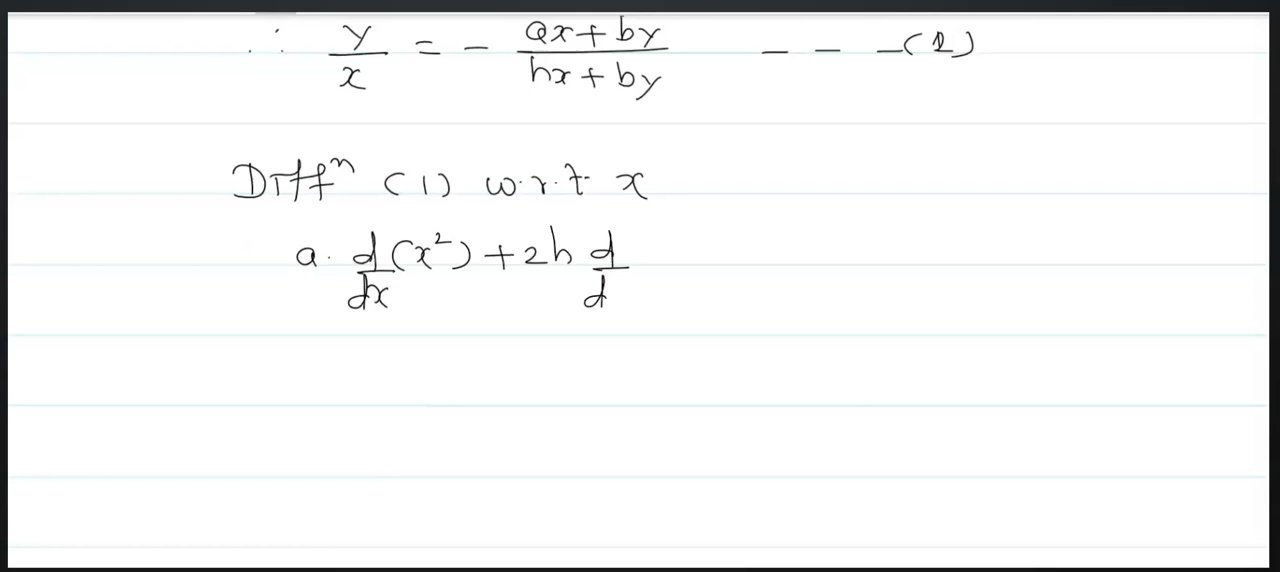 ∴ y/x = - ax+by/hx+by - - -(2)
Diffⁿ (1) w.r.t x
a. d/dx (x²) + 2h d/d